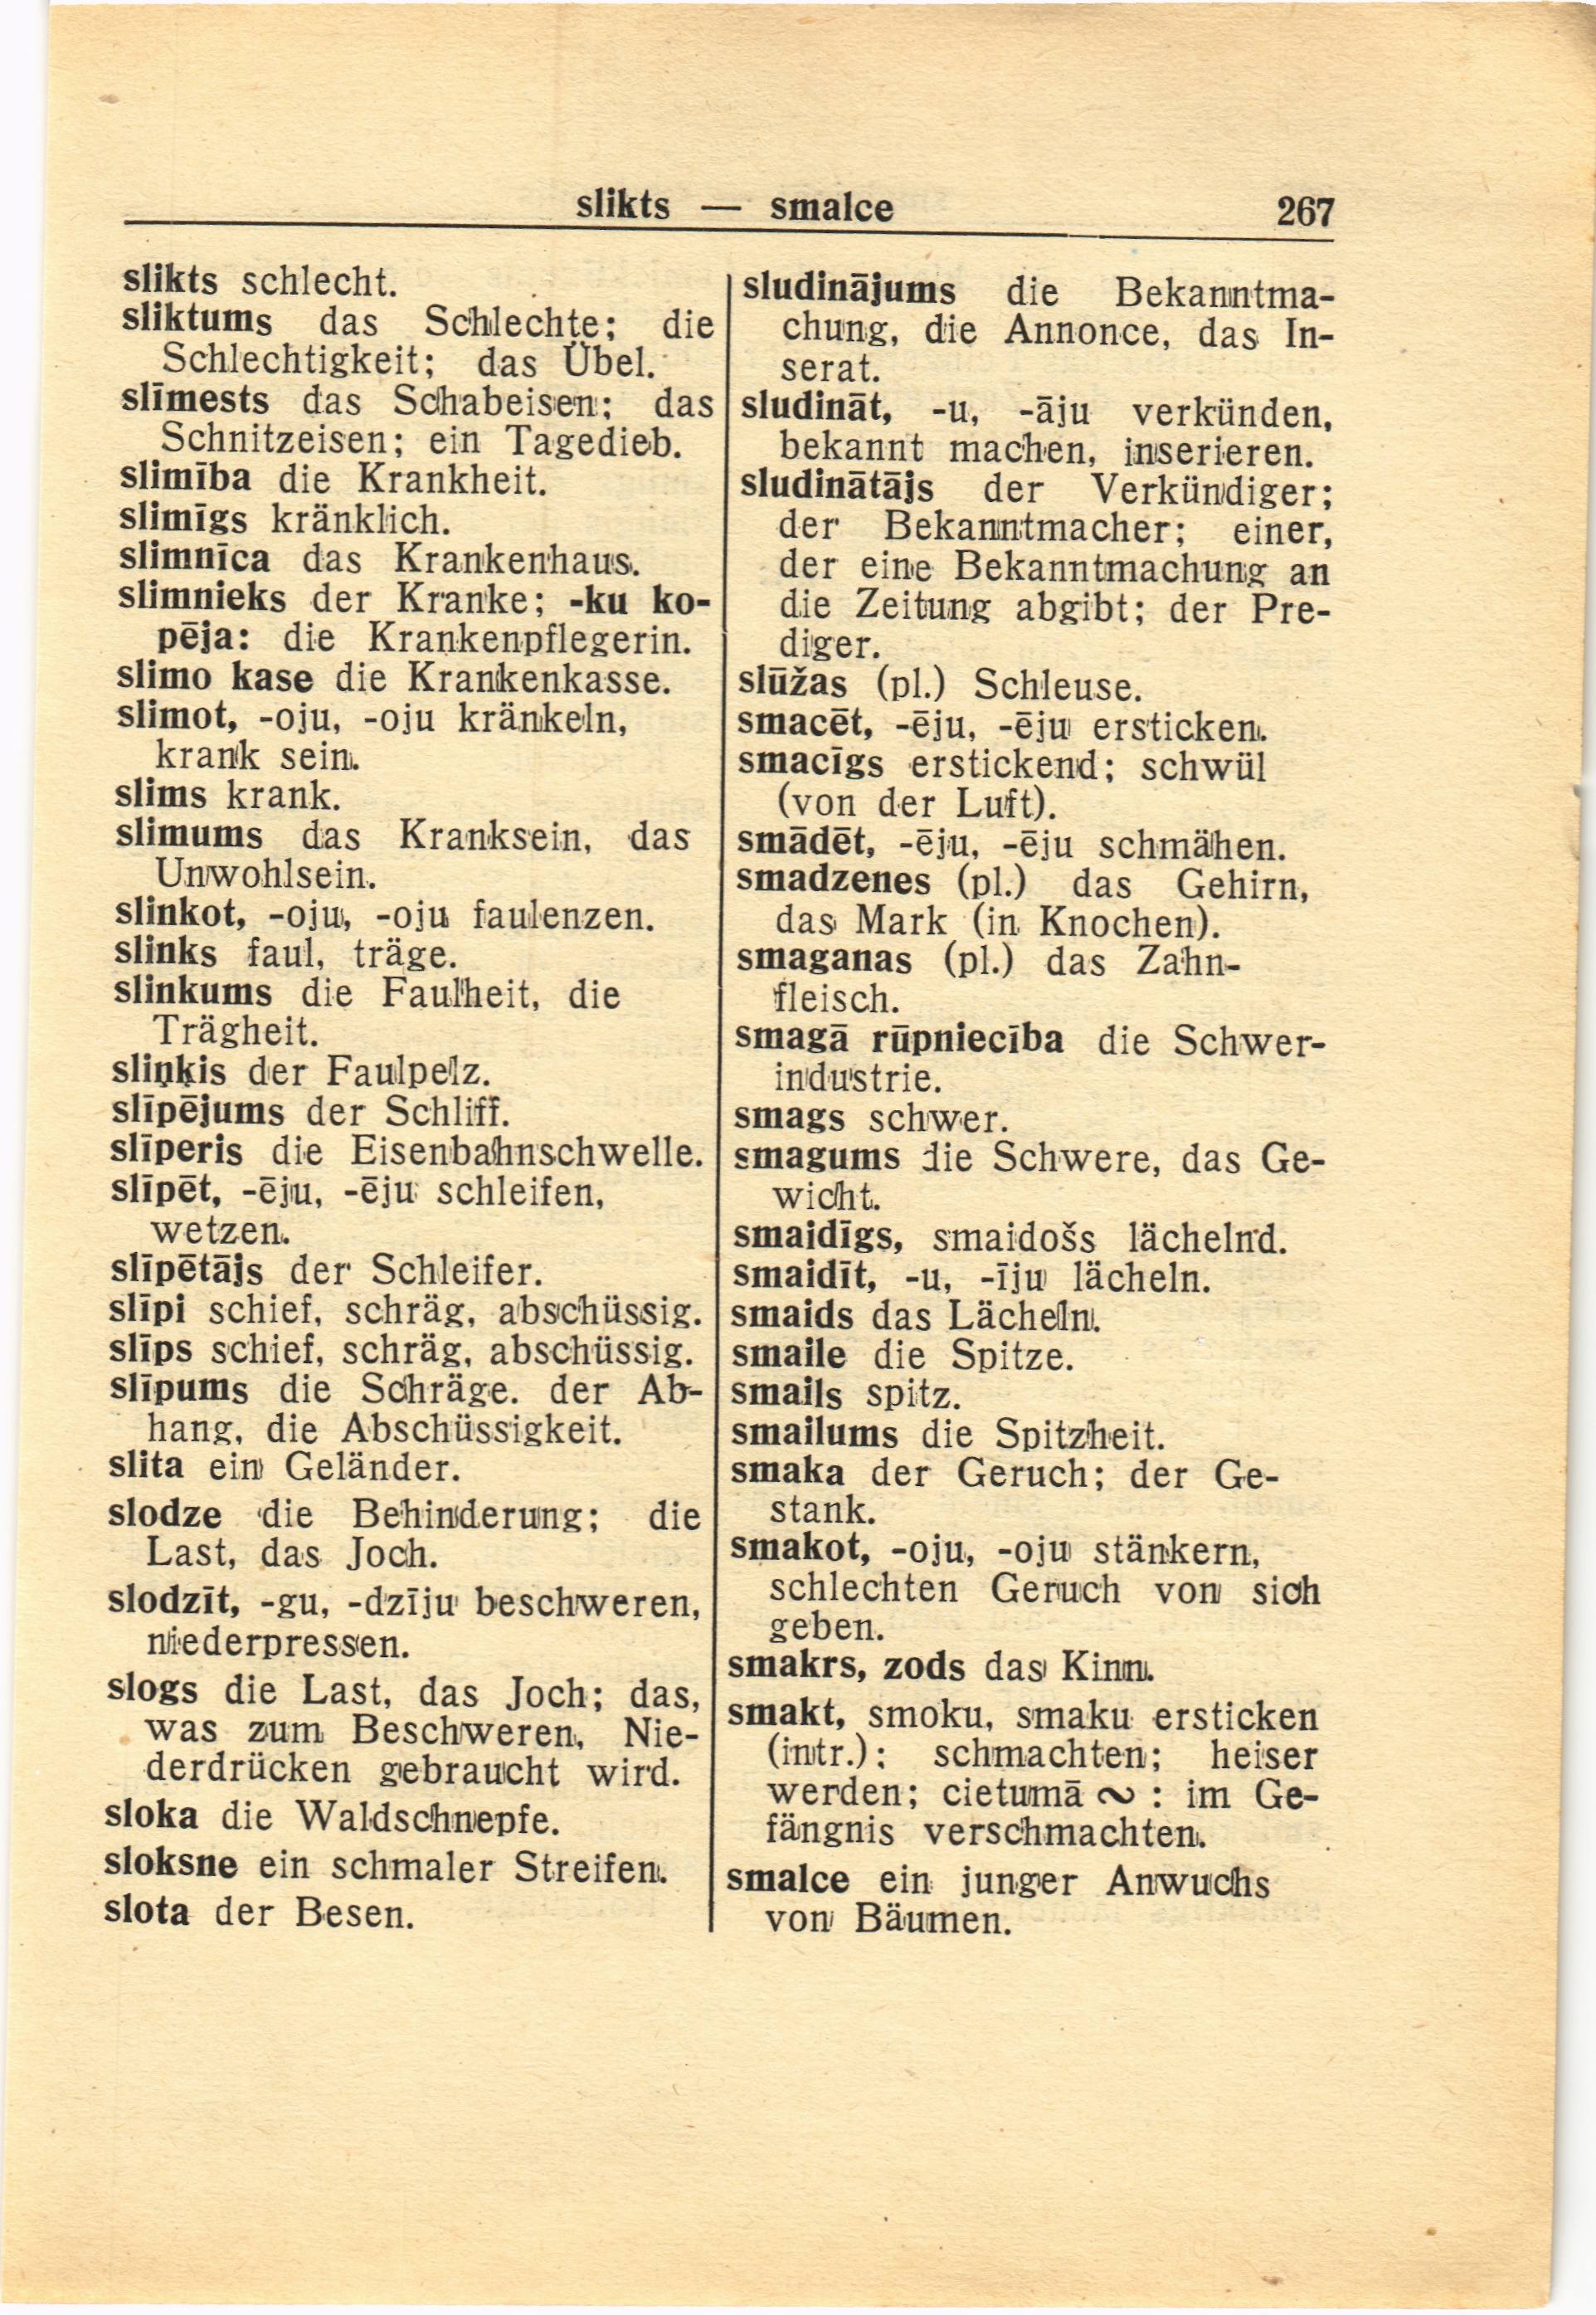 slikts — smalce 267
slikts schlecht.
sliktums das Schlechte; die
Schlechtigkeit; das Übel.
slīmests das Schabeisen; das
Schnitzeisen; ein Tagedieb.
slimība die Krankheit.
slimīgs kränklich.
slimnīca das Krankenhaus.
slimnieks der Kranke; -ku ko-
pēja: die Krankenpflegerin.
slimo kase die Krankenkasse.
slimot, -oju, -oju kränkeln,
krank sein.
slims krank.
slimums das Kranksein, das
Unwohlsein.
slinkot, -oju, -oju faulenzen.
slinks faul, träge.
slinkums die Faulheit, die
Trägheit.
sliņķis der Faulpelz.
slīpējums der Schliff.
slīperis die Eisenbahnschwelle.
slīpēt, -ēju, -ēju schleifen,
wetzen.
slīpētājs der Schleifer.
slīpi schief, schräg, abschüssig.
slīps schief, schräg, abschüssig.
slīpums die Schräge. der Ab-
hang, die Abschüssigkeit.
slita ein Geländer.
slodze die Behinderung; die
Last, das Joch.
slodzīt, -gu, -dzīju beschweren,
niederpressen.
slogs die Last, das Joch; das,
was zum Beschweren, Nie-
derdrücken gebraucht wird.
sloka die Waldschnepfe.
sloksne ein schmaler Streifen.
slota der Besen.
sludinājums die Bekanntma-
chung, die Annonce, das In-
serat.
sludināt, -u, -āju verkünden,
bekannt machen, inserieren.
sludinātājs der Verkündiger;
der Bekanntmacher; einer,
der eine Bekanntmachung an
die Zeitung abgibt; der Pre-
diger.
slūžas (pl.) Schleuse.
smacēt, -ēju, -ēju ersticken.
smacīgs erstickend; schwül
(von der Luft).
smādēt, -ēju, -ēju schmähen.
smadzenes (pl.) das Gehirn,
das Mark (in Knochen).
smaganas (pl.) das Zahn-
fleisch.
smagā rūpniecība die Schwer-
industrie.
smags schwer.
smagums die Schwere, das Ge-
wicht.
smaidīgs, smaidošs lächelnd.
smaidīt, -u, -īju lächeln.
smaids das Lächeln.
smaile die Spitze.
smails spitz.
smailums die Spitzheit.
smaka der Geruch; der Ge-
stank.
smakot, -oju, -oju stänkern,
schlechten Geruch von sich
geben.
smakrs, zods das Kinn.
smakt, smoku, smaku ersticken
(intr.); schmachten; heiser
werden; cietumā ∾ : im Ge-
fängnis verschmachten.
smalce ein junger Anwuchs
von Bäumen.